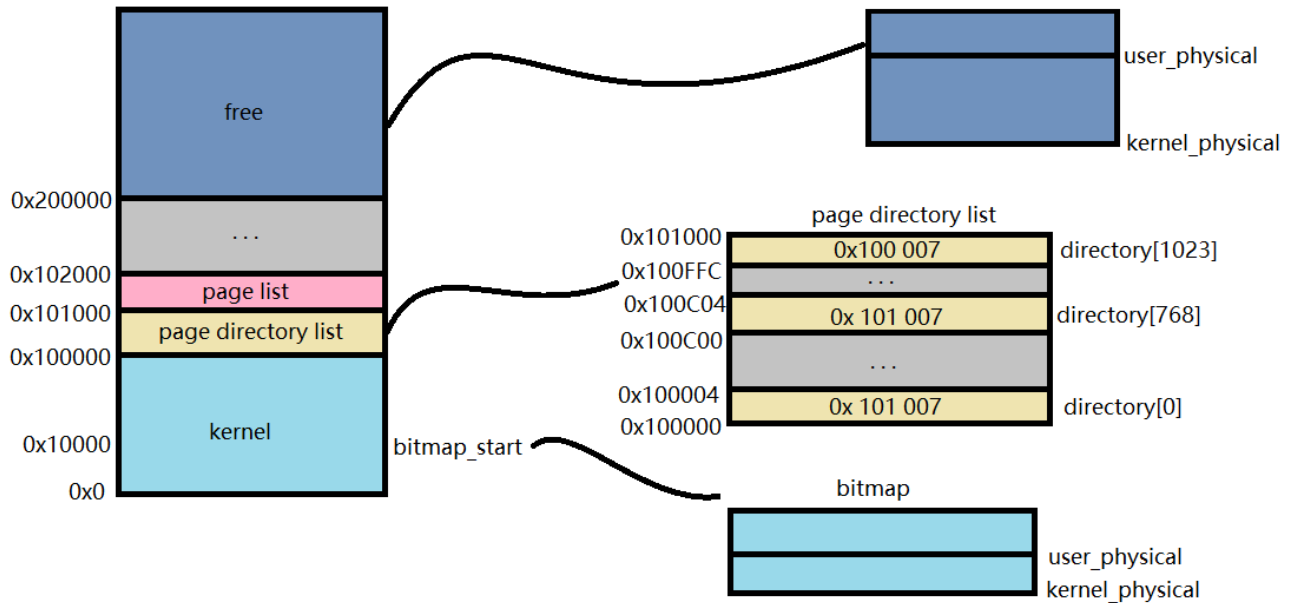 free
0x200000
...
0x102000
page list
0x101000
page directory list
0x100000
kernel
0x10000
bitmap_start
0x0
user_physical
kernel_physical
page directory list
0x101000
0x100 007
directory[1023]
0x100FFC
...
0x100C04
0x 101 007
directory[768]
0x100C00
...
0x100004
0x 101 007
directory[0]
0x100000
bitmap
user_physical
kernel_physical